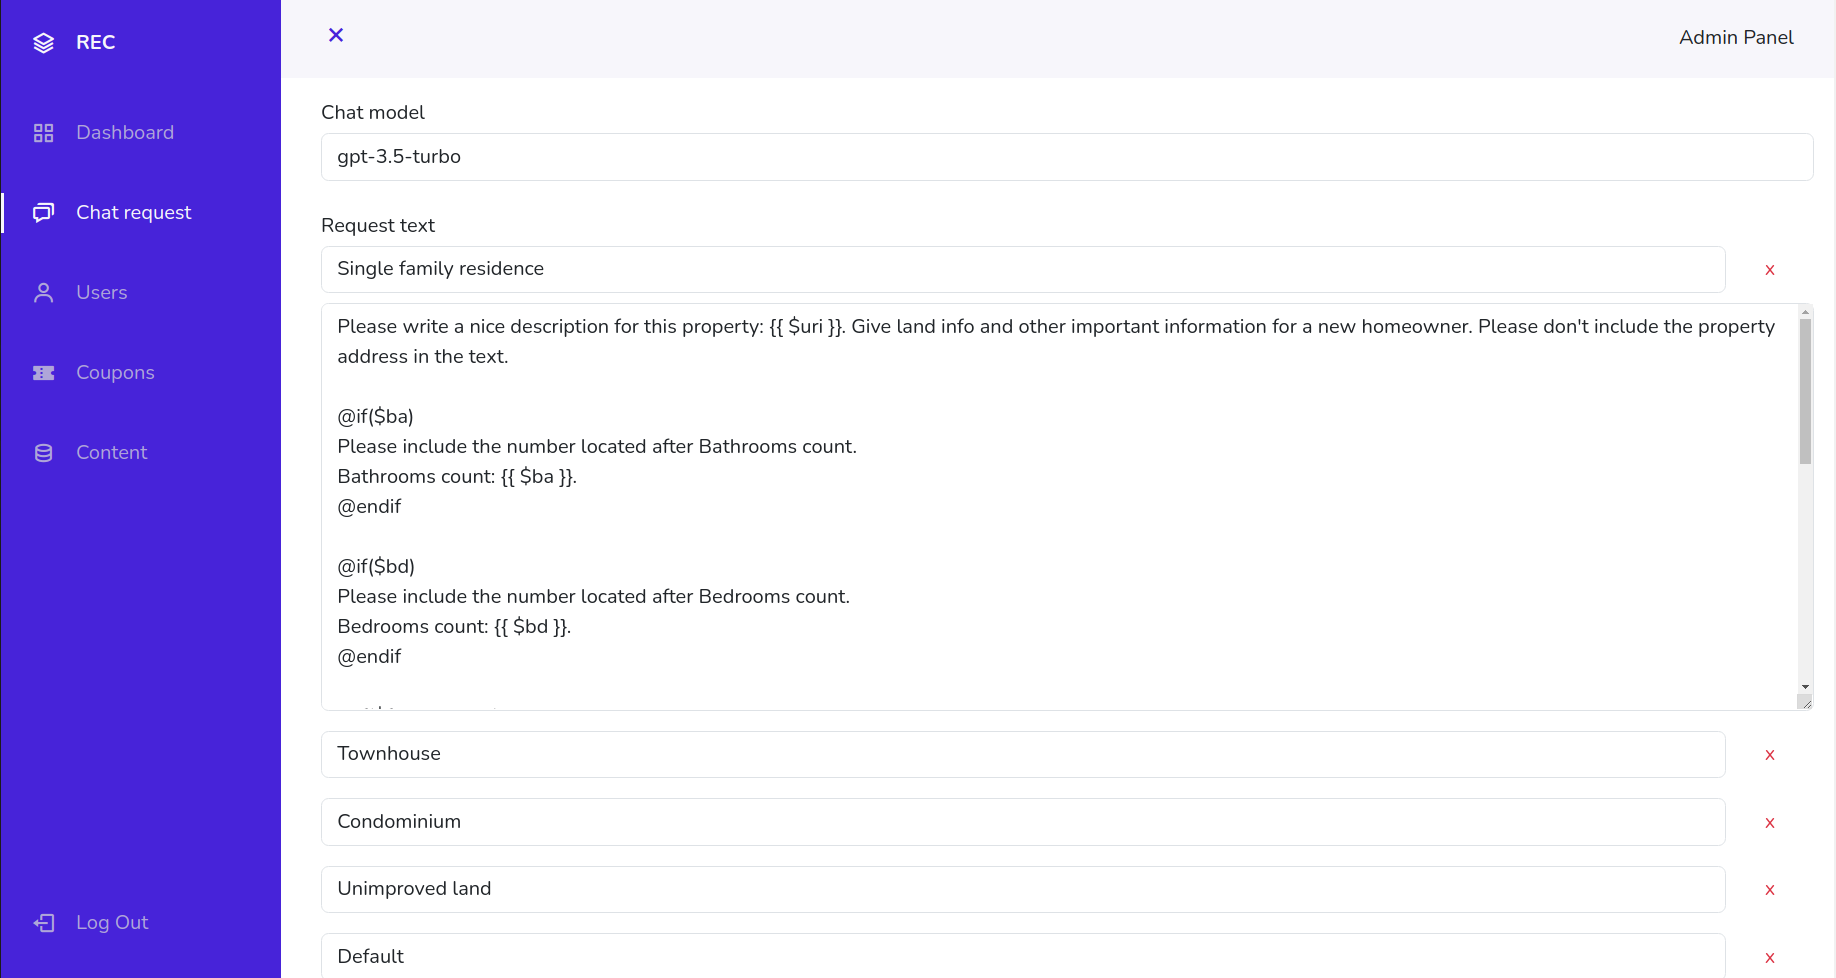 REC
Admin Panel
Dashboard
Chat request
Users
Coupons
Content
Log Out
Chat model
gpt-3.5-turbo
Request text
Single family residence
x
Please write a nice description for this property: {{ $uri }}. Give land info and other important information for a new homeowner. Please don't include the property
address in the text.
@if($ba)
Please include the number located after Bathrooms count.
Bathrooms count: {{ $ba }}.
@endif
@if($bd)
Please include the number located after Bedrooms count.
Bedrooms count: {{ $bd }}.
@endif
Townhouse
x
Condominium
x
Unimproved land
x
Default
x